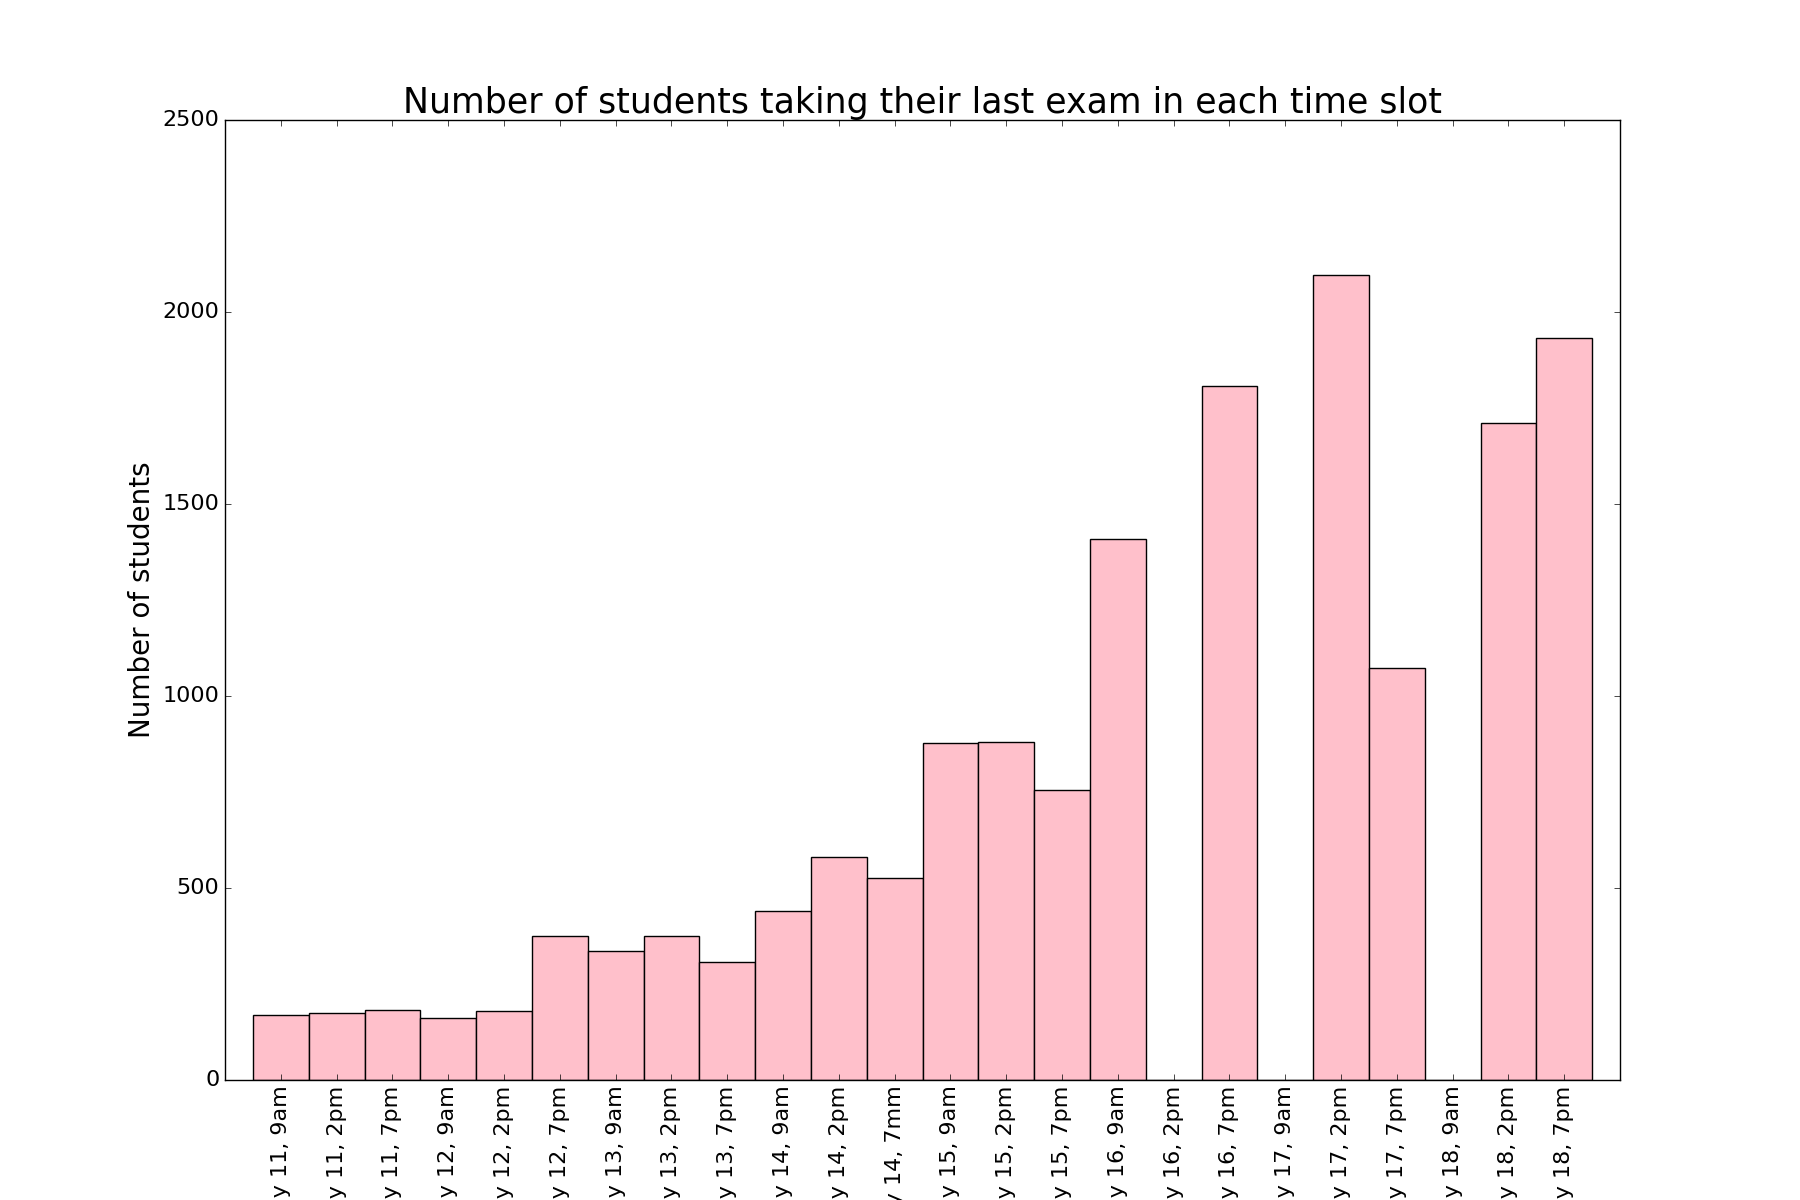 Number of students taking their last exam in each time slot
Number of students
2500
2000
1500
1000
500
0
y 11, 9am
y 11, 2pm
y 11, 7pm
y 12, 9am
y 12, 2pm
y 12, 7pm
y 13, 9am
y 13, 2pm
y 13, 7pm
y 14, 9am
y 14, 2pm
y 14, 7mm
y 15, 9am
y 15, 2pm
y 15, 7pm
y 16, 9am
y 16, 2pm
y 16, 7pm
y 17, 9am
y 17, 2pm
y 17, 7pm
y 18, 9am
y 18, 2pm
y 18, 7pm